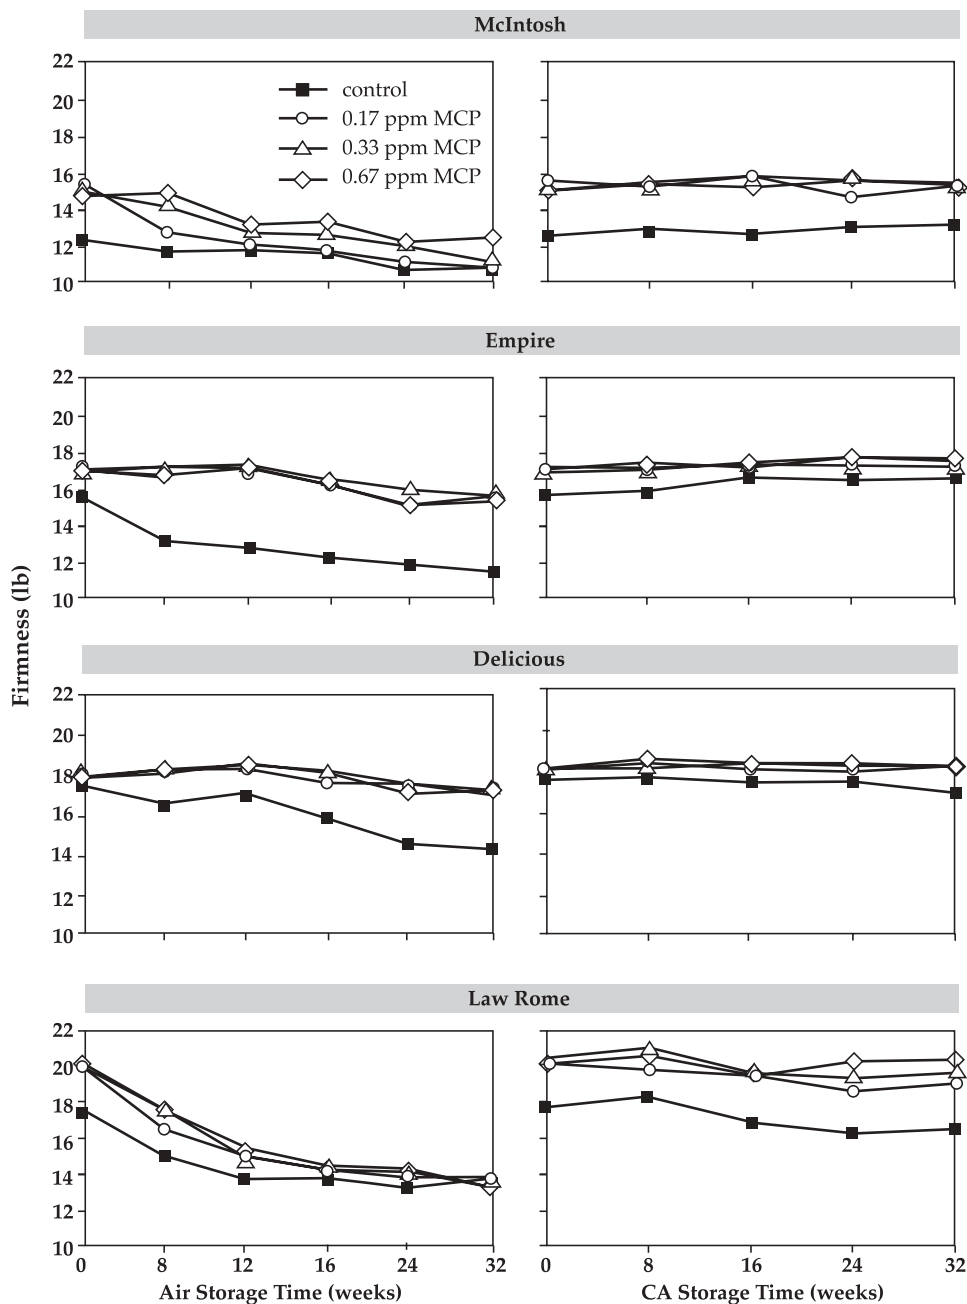 McIntosh
22
20
18
16
14
12
10
control
0.17 ppm MCP
0.33 ppm MCP
0.67 ppm MCP
Empire
22
20
18
16
14
12
10
Firmness (lb)
Delicious
22
20
18
16
14
12
10
Law Rome
22
20
18
16
14
12
10
0 8 12 16 24 32
0 8 16 24 32
Air Storage Time (weeks)
CA Storage Time (weeks)